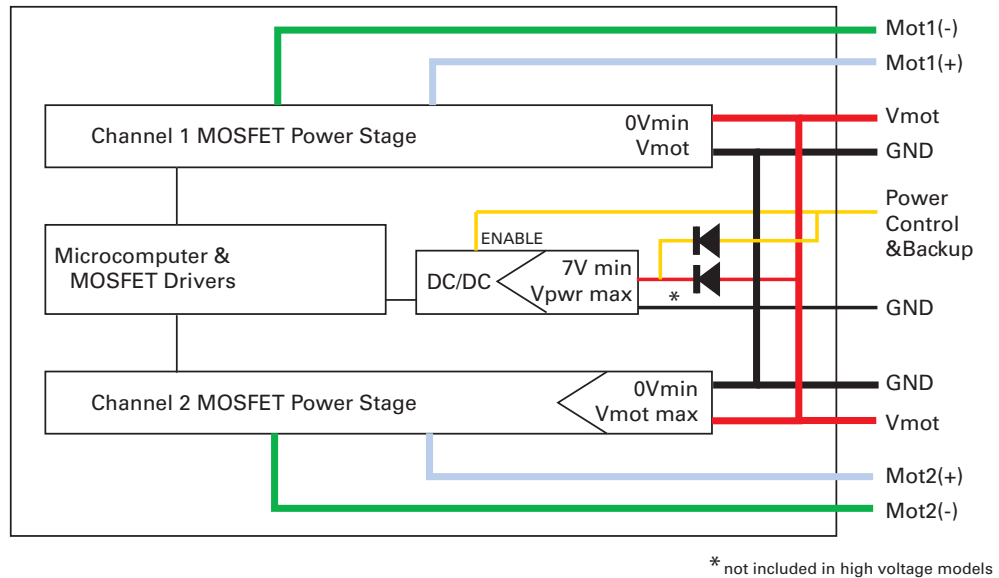 Mot1(-)
Mot1(+)
Channel 1 MOSFET Power Stage
0Vmin
Vmot
Vmot
GND
Power
Control
&Backup
ENABLE
Microcomputer &
MOSFET Drivers
DC/DC
7V min
Vpwr max
*
GND
Channel 2 MOSFET Power Stage
0Vmin
Vmot max
GND
Vmot
Mot2(+)
Mot2(-)
* not included in high voltage models